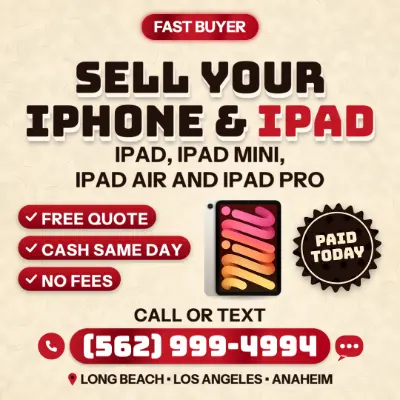 FAST BUYER
SELL YOUR
IPHONE & IPAD
IPAD, IPAD MINI,
IPAD AIR AND IPAD PRO
FREE QUOTE
CASH SAME DAY
NO FEES
PAID
TODAY
CALL OR TEXT
(562) 999-4994
LONG BEACH • LOS ANGELES • ANAHEIM